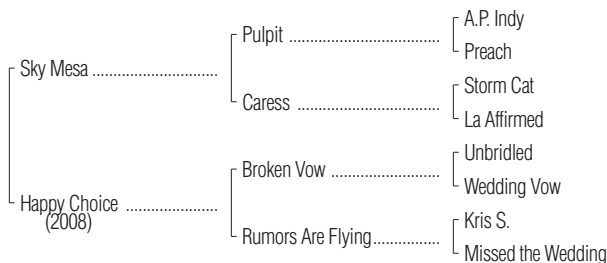 A.P. Indy
Pulpit ........................................
Preach
Sky Mesa .................................
Storm Cat
Caress .......................................
La Affirmed
Unbridled
Broken Vow .............................
Wedding Vow
Happy Choice ........................
(2008)
Kris S.
Rumors Are Flying..................
Missed the Wedding